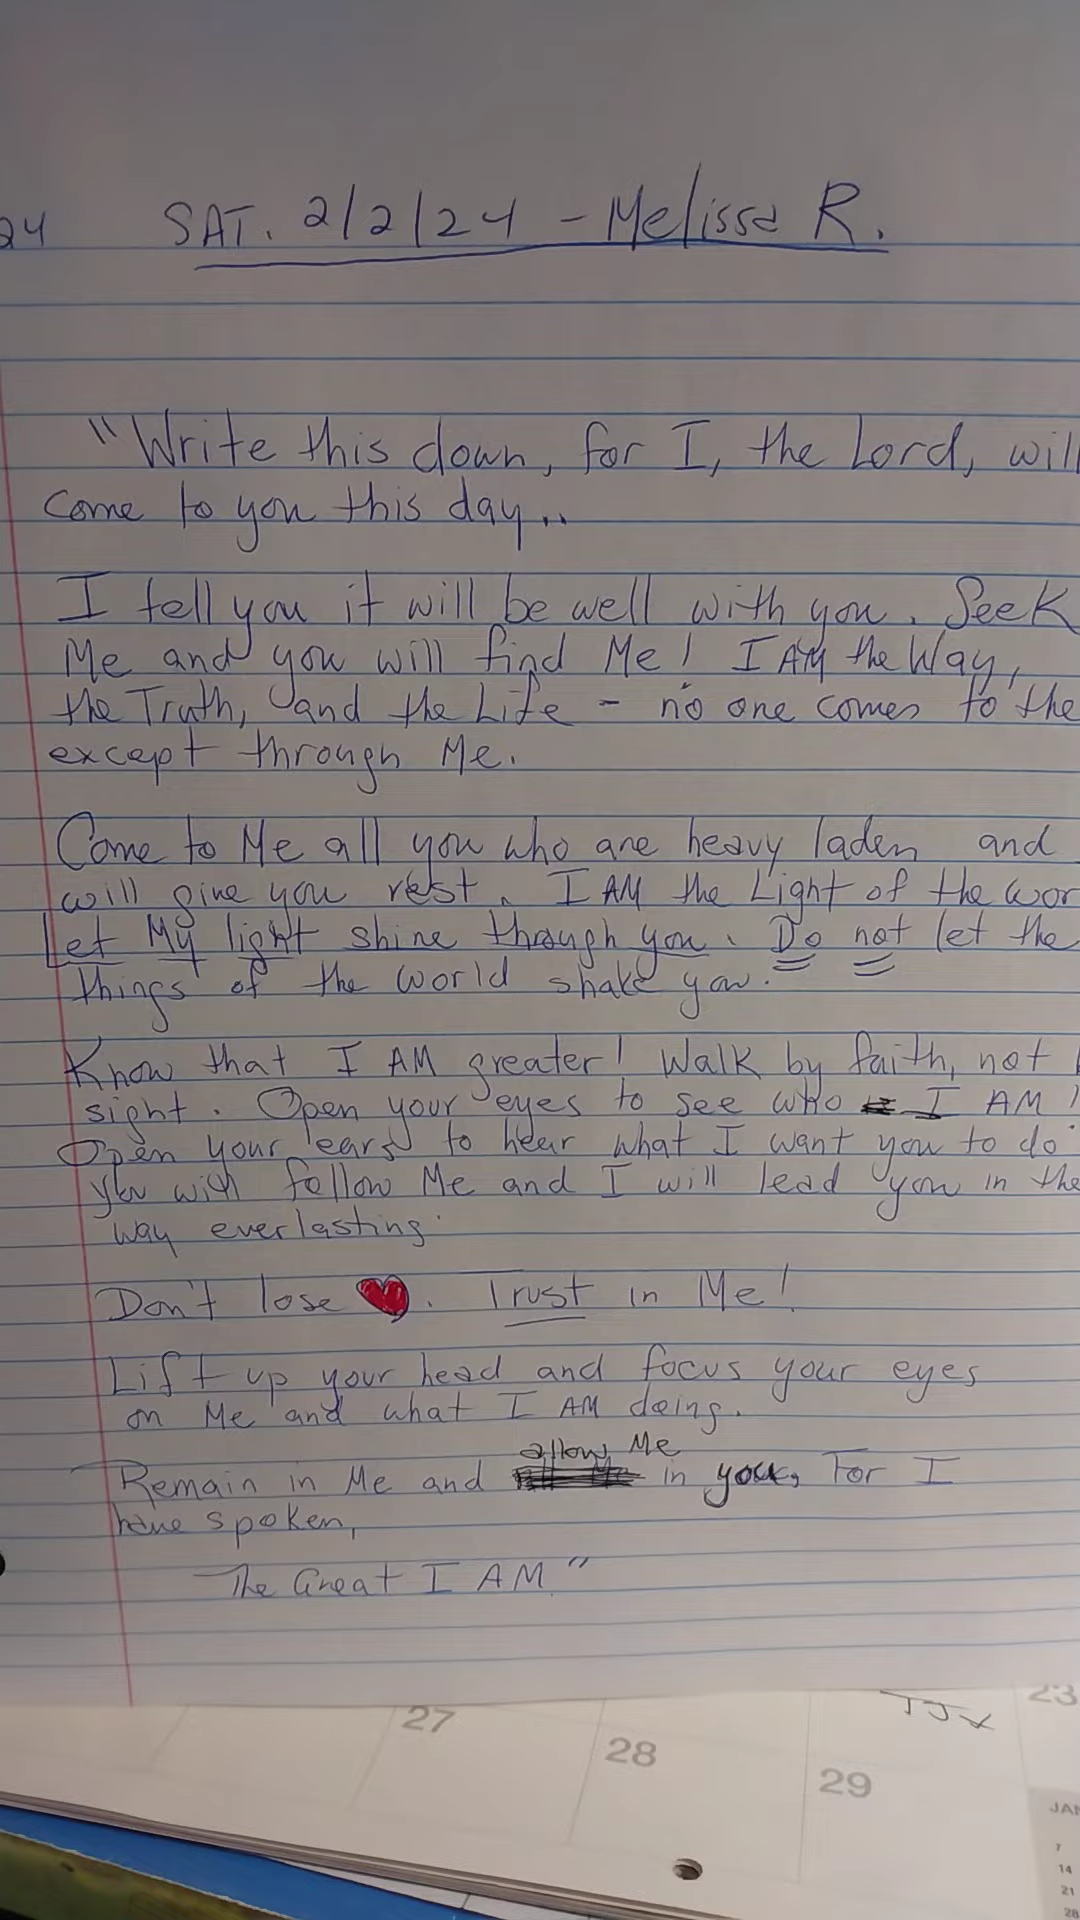 24 SAT. 2/2/24 - Melissa R.
"Write this down, for I, the Lord, will
come to you this day..
I tell you it will be well with you. Seek
Me and you will find Me! I AM the Way,
the Truth, and the Life - no one comes to the
except through Me.
Come to Me all you who are heavy laden and
will give you rest. I AM the Light of the wor
Let My light shine through you. Do not let the
things of the world shake you.
Know that I AM greater! Walk by faith, not
sight. Open your eyes to see who I AM!
Open your ears to hear what I want you to do
you will follow Me and I will lead you in the
way everlasting.
Don't lose ❤. Trust in Me!
Lift up your head and focus your eyes
on Me and what I AM doing.
allow Me
Remain in Me and in you, For I
have spoken,
The Great I AM."
27
28
29
TJX
23
JAN
7
14
21
28